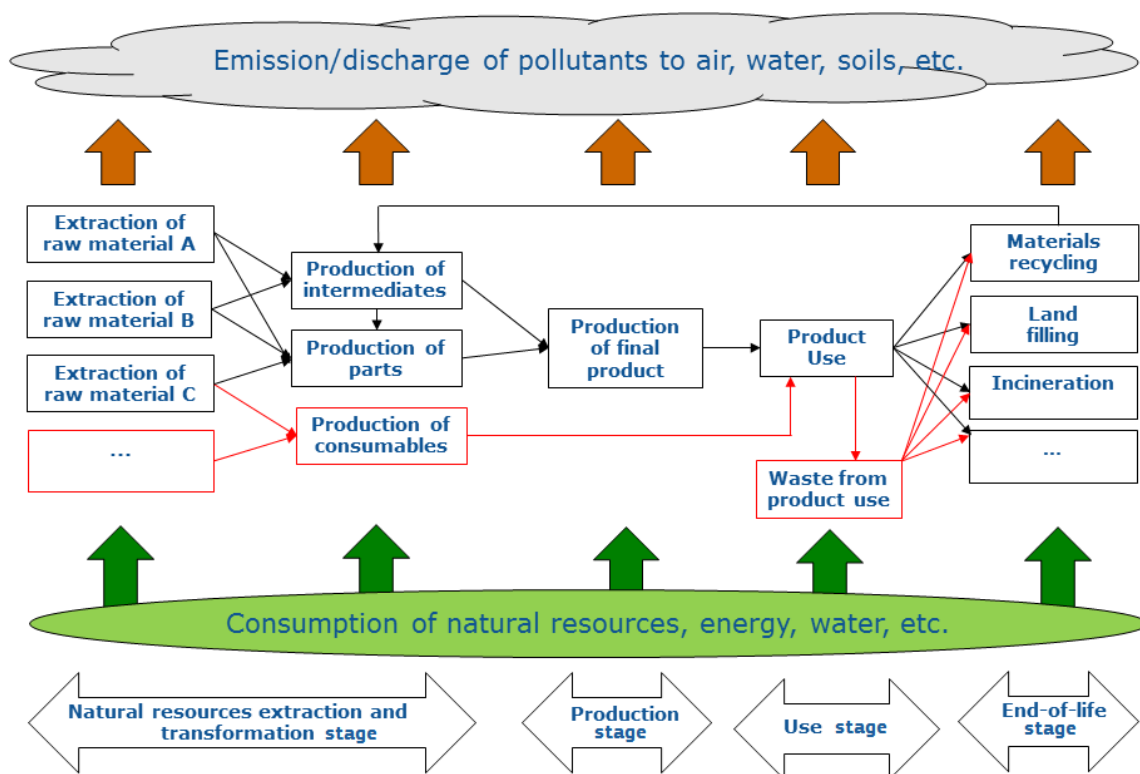 Emission/discharge of pollutants to air, water, soils, etc.
Extraction of
raw material A
Extraction of
raw material B
Extraction of
raw material C
...
Production of
intermediates
Production of
parts
Production of
consumables
Production
of final
product
Product
Use
Waste from
product use
Materials
recycling
Land
filling
Incineration
...
Consumption of natural resources, energy, water, etc.
Natural resources extraction and
transformation stage
Production
stage
Use stage
End-of-life
stage